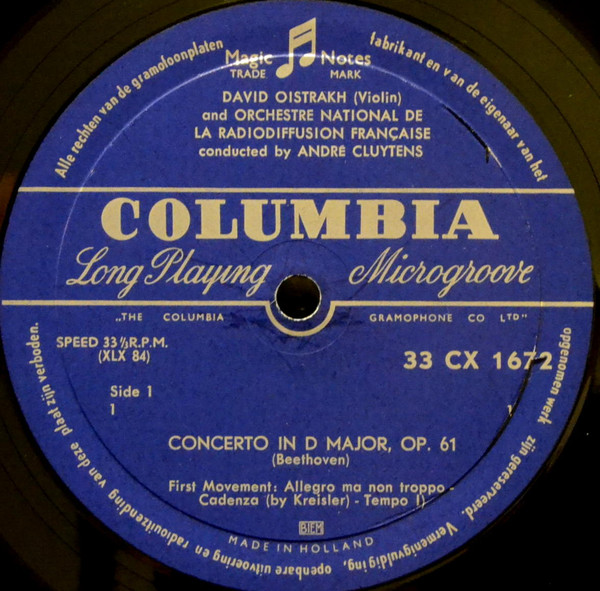 Alle rechten van de gramofoonplaten fabrikant en van de eigenaar van het opgenomen werk zijn gereserveerd. Vermenigvuldiging, openbare uitvoering en radiouitzending van deze plaat zijn verboden.
Magic Notes
TRADE MARK
DAVID OISTRAKH (Violin)
and ORCHESTRE NATIONAL DE
LA RADIODIFFUSION FRANÇAISE
conducted by ANDRÉ CLUYTENS
COLUMBIA
Long Playing Microgroove
„THE COLUMBIA GRAMOPHONE CO LTD"
SPEED 33⅓R.P.M.
(XLX 84)
33 CX 1672
Side 1
1 1
CONCERTO IN D MAJOR, OP. 61
(Beethoven)
First Movement: Allegro ma non troppo -
Cadenza (by Kreisler) - Tempo I)
BIEM
MADE IN HOLLAND